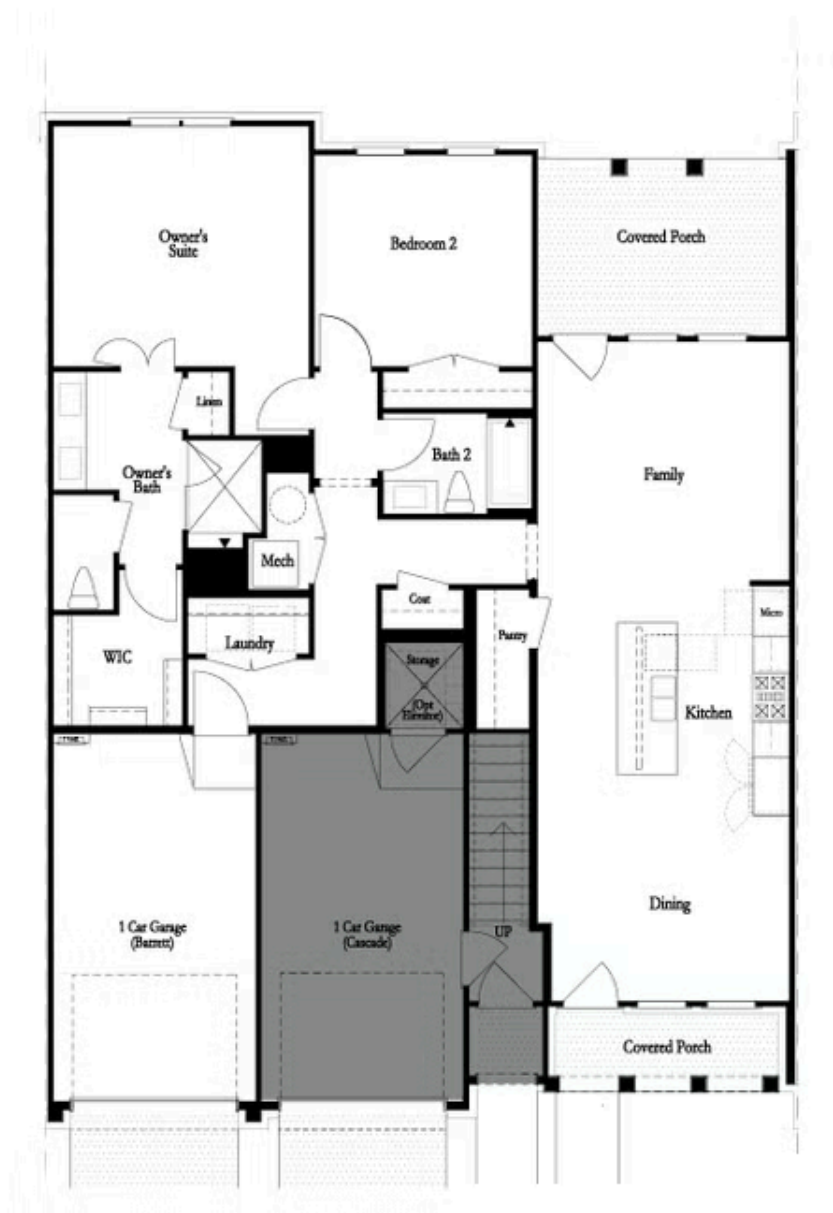 Owner's
Suite
Bedroom 2
Covered Porch
Linen
Owner's
Bath
Bath 2
Family
Mech
Coat
Micro
Laundry
Pantry
WIC
Storage
(Opt
Elevator)
Kitchen
1 Car Garage
(Barrett)
1 Car Garage
(Cascade)
UP
Dining
Covered Porch